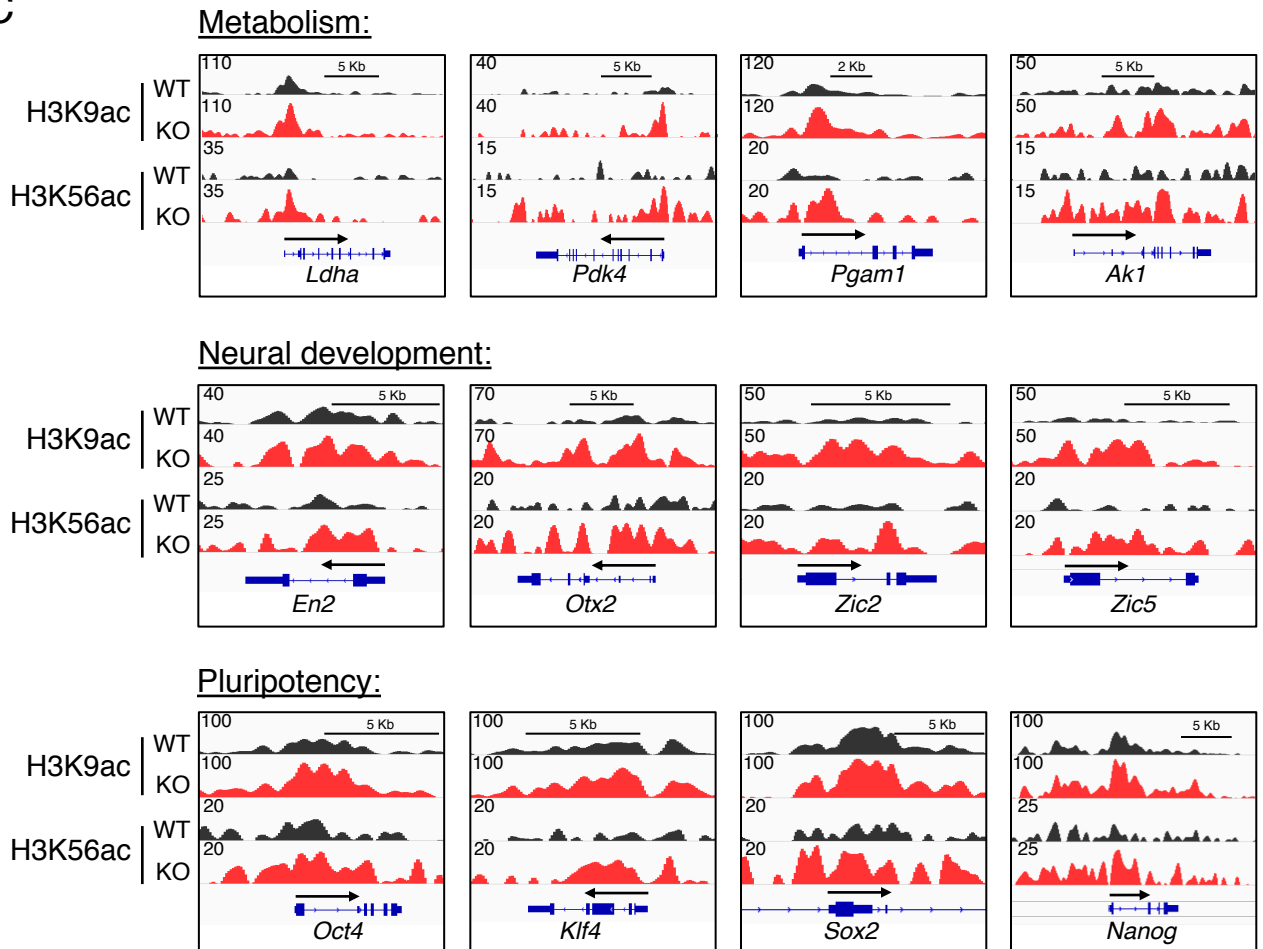 Metabolism:
H3K9ac WT KO
H3K56ac WT KO
110 5 Kb 110 35 35 Ldha
40 5 Kb 40 15 15 Pdk4
120 2 Kb 120 20 20 Pgam1
50 5 Kb 50 15 15 Ak1
Neural development:
H3K9ac WT KO
H3K56ac WT KO
40 5 Kb 40 25 25 En2
70 5 Kb 70 20 20 Otx2
50 5 Kb 50 20 20 Zic2
50 5 Kb 50 20 20 Zic5
Pluripotency:
H3K9ac WT KO
H3K56ac WT KO
100 5 Kb 100 20 20 Oct4
100 5 Kb 100 20 20 Klf4
100 5 Kb 100 20 20 Sox2
100 5 Kb 100 25 25 Nanog